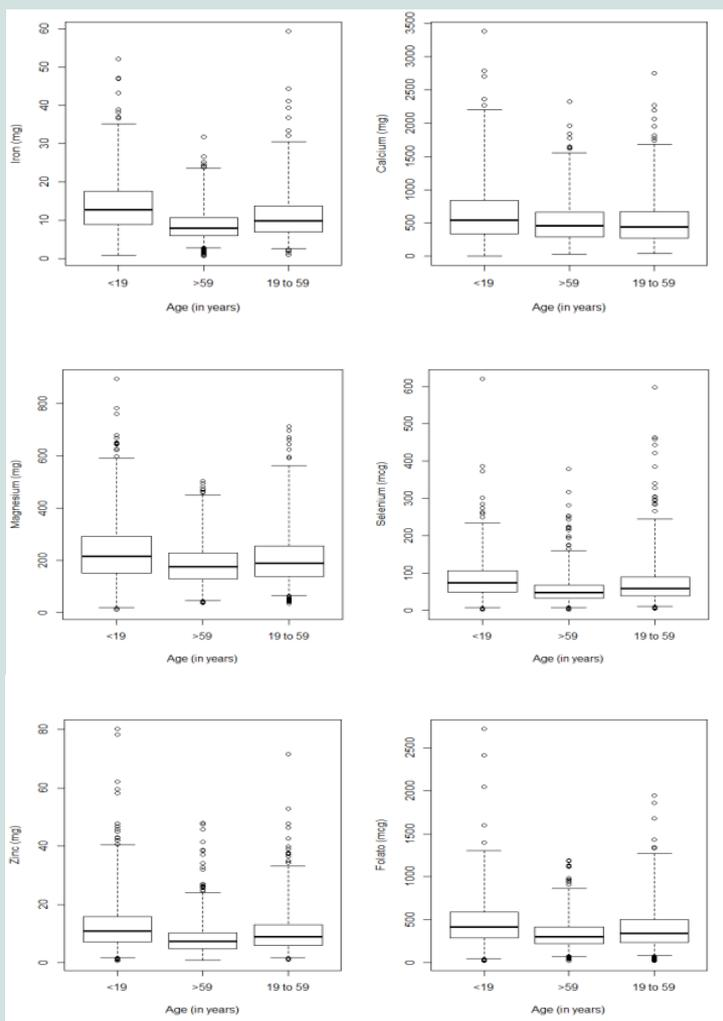 Iron (mg)
60
50
40
30
20
10
0
<19
>59
19 to 59
Age (in years)
Calcium (mg)
3500
3000
2500
2000
1500
1000
500
0
<19
>59
19 to 59
Age (in years)
Magnesium (mg)
800
600
400
200
0
<19
>59
19 to 59
Age (in years)
Selenium (mg)
600
500
400
300
200
100
0
<19
>59
19 to 59
Age (in years)
Zinc (mg)
80
60
40
20
0
<19
>59
19 to 59
Age (in years)
Folato (mcg)
2500
2000
1500
1000
500
0
<19
>59
19 to 59
Age (in years)